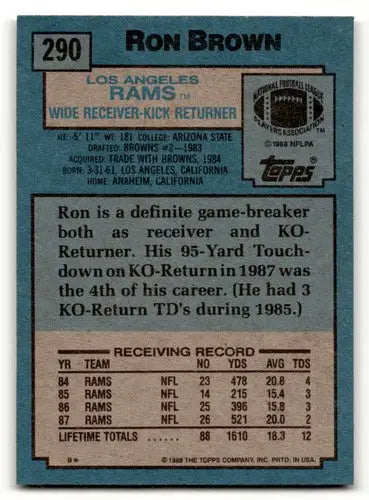 290
RON BROWN
LOS ANGELES
RAMS™
WIDE RECEIVER-KICK RETURNER
NATIONAL FOOTBALL LEAGUE
PLAYERS ASSOCIATION
©1988 NFLPA
Topps®
HT: 5' 11" WT: 181 COLLEGE: ARIZONA STATE
DRAFTED: BROWNS #2—1983
ACQUIRED: TRADE WITH BROWNS, 1984
BORN: 3-31-61, LOS ANGELES, CALIFORNIA
HOME: ANAHEIM, CALIFORNIA
Ron is a definite game-breaker
both as receiver and KO-
Returner. His 95-Yard Touch-
down on KO-Return in 1987 was
the 4th of his career. (He had 3
KO-Return TD's during 1985.)
RECEIVING RECORD
YR TEAM NO YDS AVG TDS
84 RAMS NFL 23 478 20.8 4
85 RAMS NFL 14 215 15.4 3
86 RAMS NFL 25 396 15.8 3
87 RAMS NFL 26 521 20.0 2
LIFETIME TOTALS ...... 88 1610 18.3 12
B* ©1988 THE TOPPS COMPANY, INC. PRTD. IN USA.